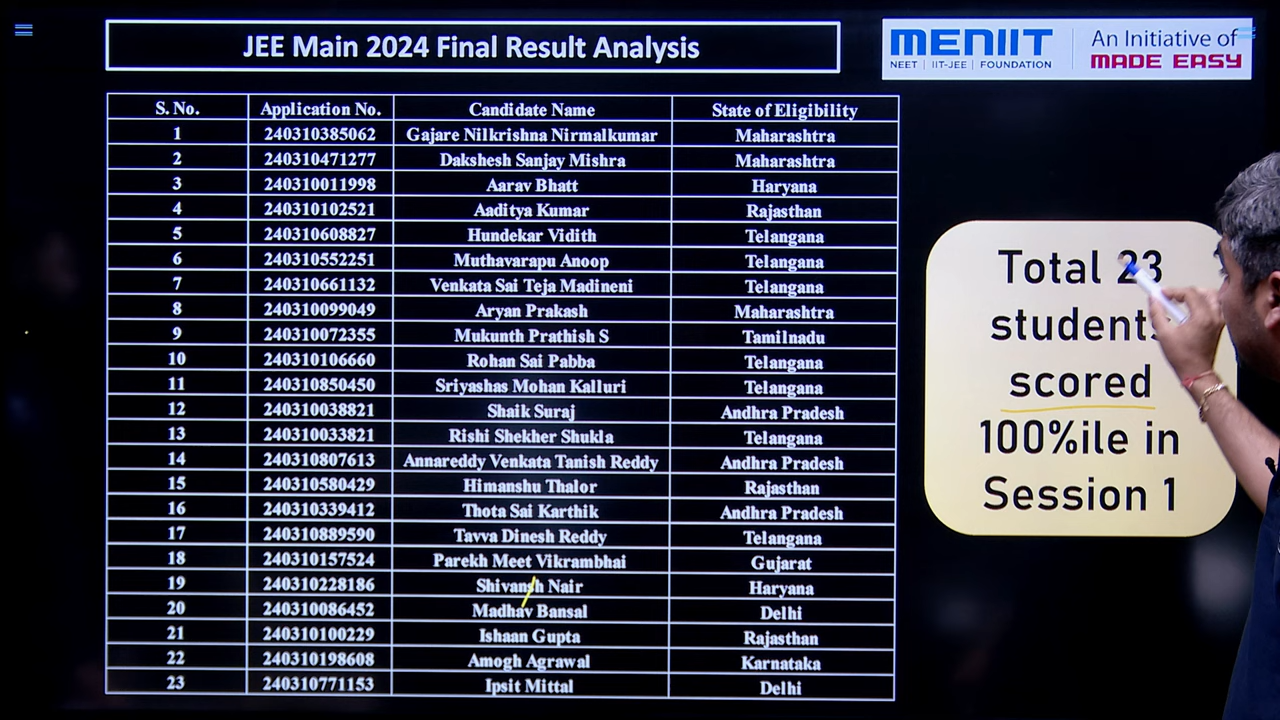 JEE Main 2024 Final Result Analysis
MENIIT
NEET | IIT-JEE | FOUNDATION
An Initiative of
MADE EASY
S. No. Application No. Candidate Name State of Eligibility
1 240310385062 Gajare Nilkrishna Nirmalkumar Maharashtra
2 240310471277 Dakshesh Sanjay Mishra Maharashtra
3 240310011998 Aarav Bhatt Haryana
4 240310102521 Aaditya Kumar Rajasthan
5 240310608827 Hundekar Vidith Telangana
6 240310552251 Muthavarapu Anoop Telangana
7 240310661132 Venkata Sai Teja Madineni Telangana
8 240310099049 Aryan Prakash Maharashtra
9 240310072355 Mukunth Prathish S Tamilnadu
10 240310106660 Rohan Sai Pabba Telangana
11 240310850450 Sriyashas Mohan Kalluri Telangana
12 240310038821 Shaik Suraj Andhra Pradesh
13 240310033821 Rishi Shekher Shukla Telangana
14 240310807613 Annareddy Venkata Tanish Reddy Andhra Pradesh
15 240310580429 Himanshu Thalor Rajasthan
16 240310339412 Thota Sai Karthik Andhra Pradesh
17 240310889590 Tavva Dinesh Reddy Telangana
18 240310157524 Parekh Meet Vikrambhai Gujarat
19 240310228186 Shivansh Nair Haryana
20 240310086452 Madhav Bansal Delhi
21 240310100229 Ishaan Gupta Rajasthan
22 240310198608 Amogh Agrawal Karnataka
23 240310771153 Ipsit Mittal Delhi
Total 23
students
scored
100%ile in
Session 1